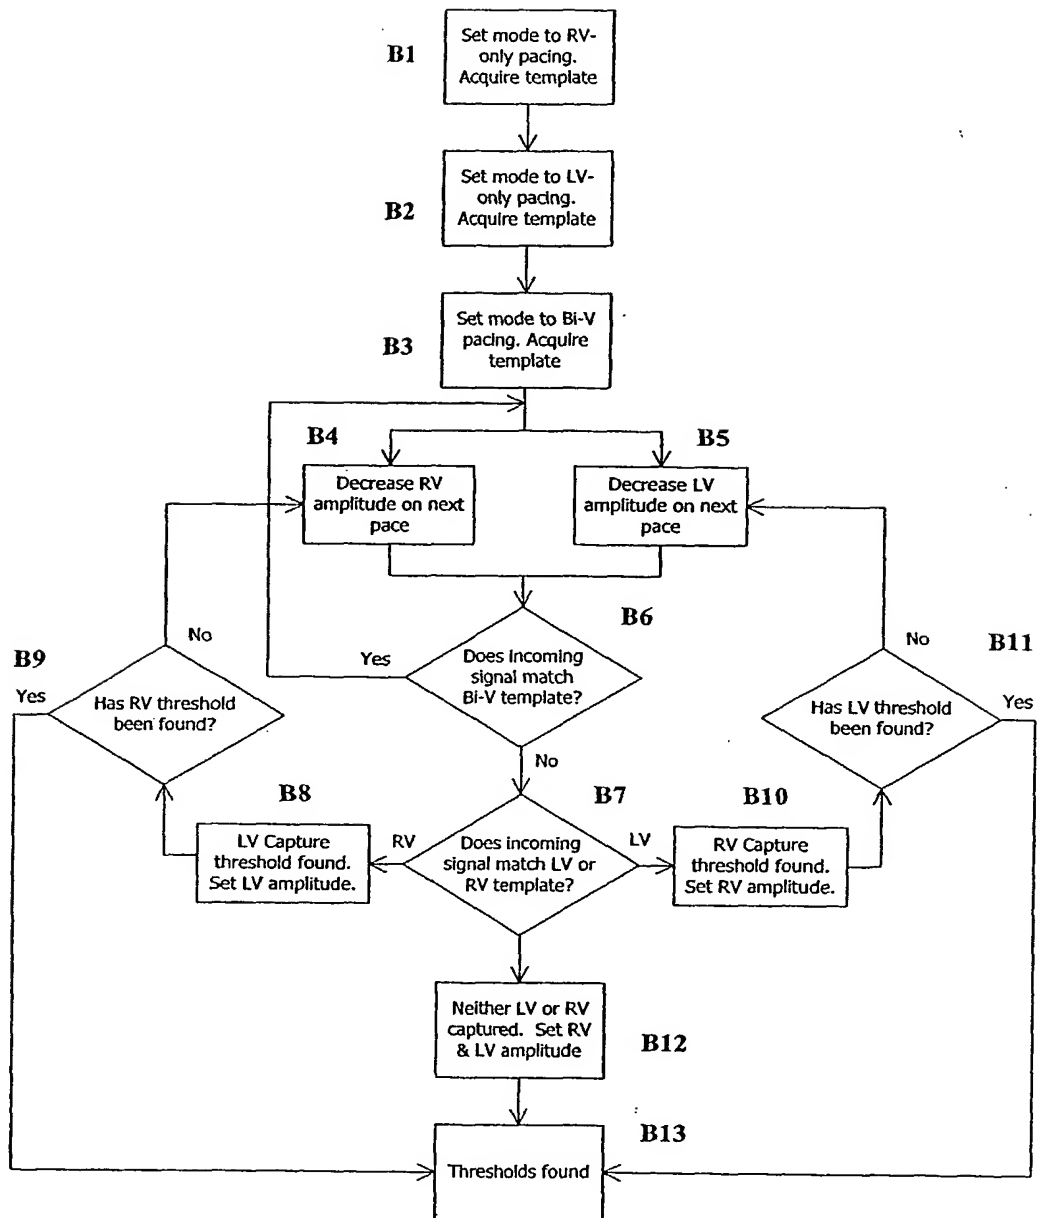 B1
Set mode to RV-
only pacing.
Acquire template
B2
Set mode to LV-
only pacing.
Acquire template
B3
Set mode to Bi-V
pacing. Acquire
template
B4
Decrease RV
amplitude on next
pace
B5
Decrease LV
amplitude on next
pace
B6
Yes
Does incoming
signal match
Bi-V template?
No
B9
No
Yes
Has RV threshold
been found?
B11
No
Yes
Has LV threshold
been found?
B8
LV Capture
threshold found.
Set LV amplitude.
B7
RV
Does incoming
signal match LV or
RV template?
LV
B10
RV Capture
threshold found.
Set RV amplitude.
Neither LV or RV
captured. Set RV
& LV amplitude
B12
B13
Thresholds found